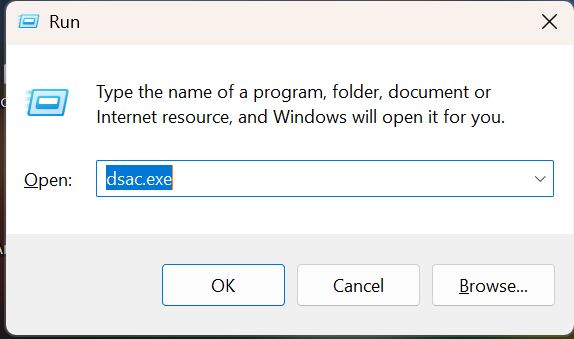 Run
Type the name of a program, folder, document or
Internet resource, and Windows will open it for you.
Open: dsac.exe
OK Cancel Browse...